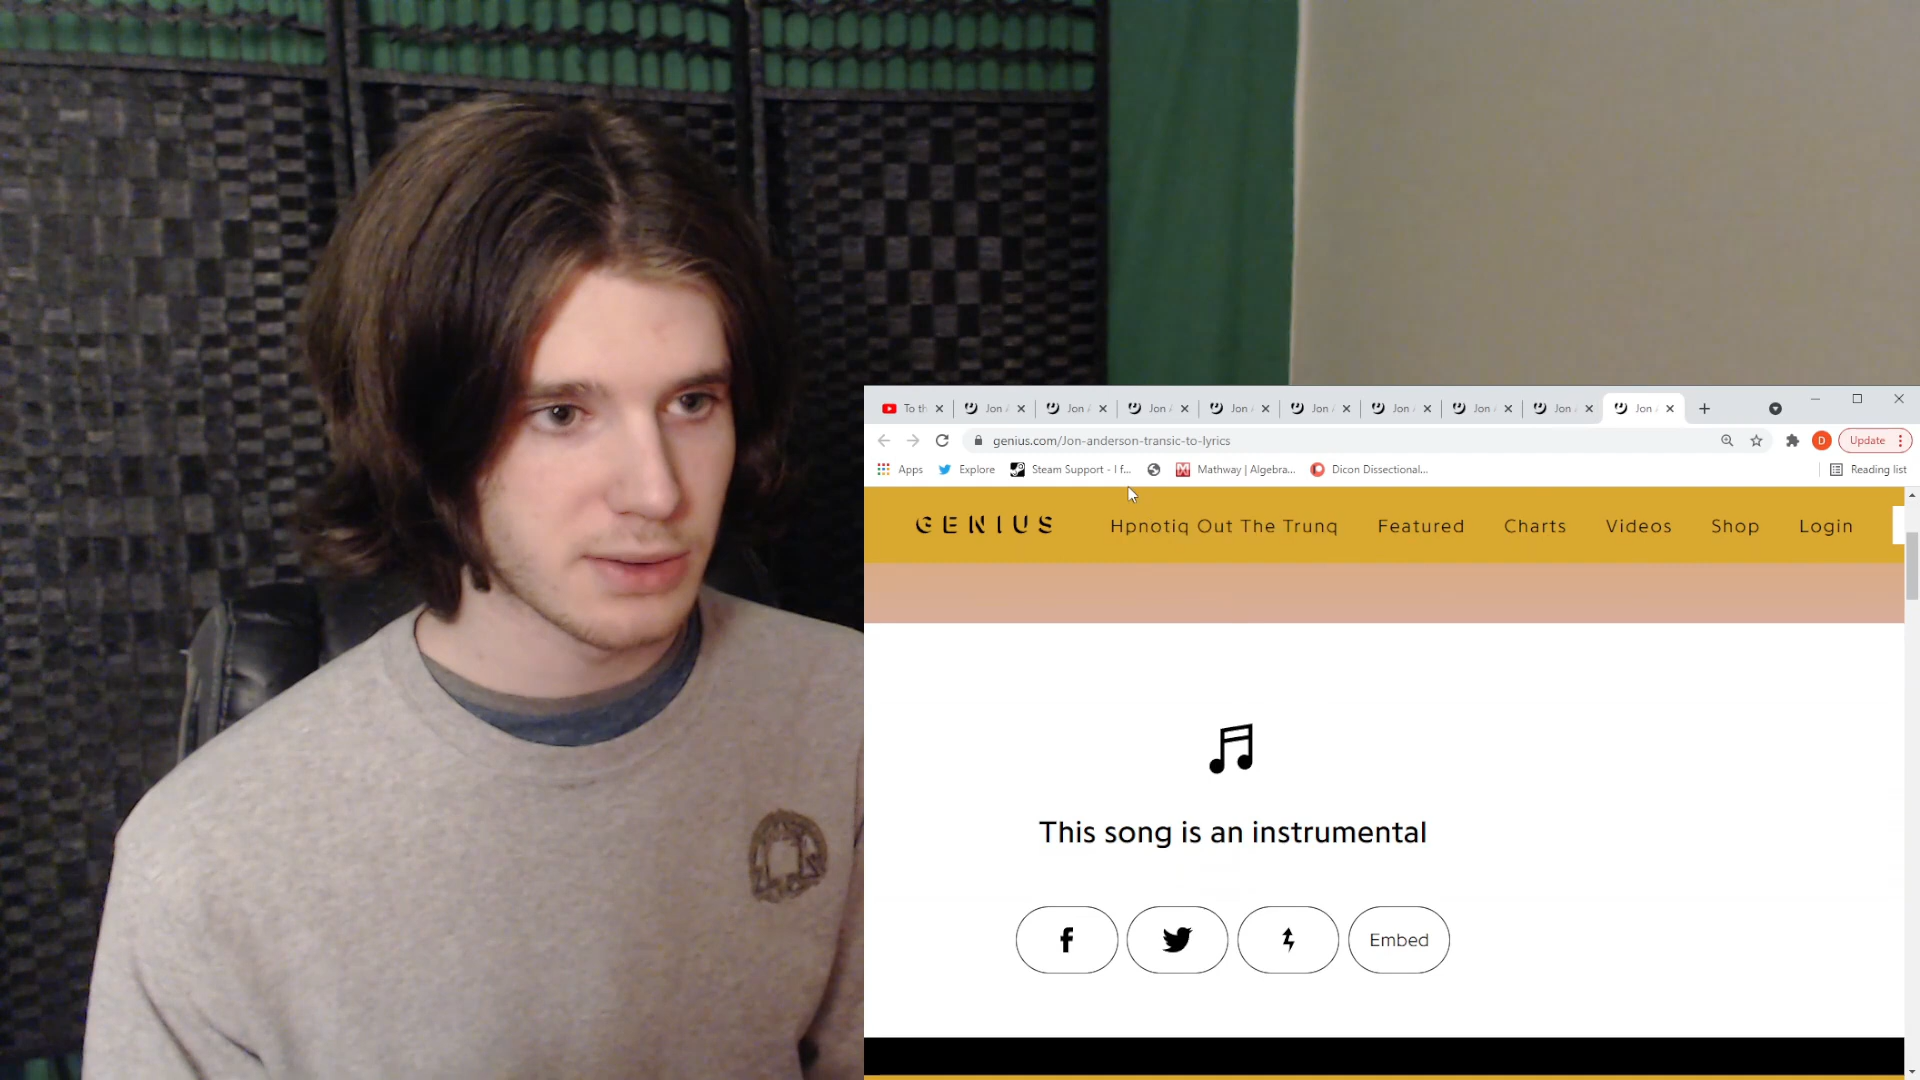 To th
Jon
Jon
Jon
Jon
Jon
Jon
Jon
Jon
Jon
genius.com/Jon-anderson-transic-to-lyrics
D
Update
Apps
Explore
Steam Support - I f...
Mathway | Algebra...
Dicon Dissectional...
Reading list
GENIUS
Hpnotiq Out The Trunq
Featured
Charts
Videos
Shop
Login
This song is an instrumental
Embed